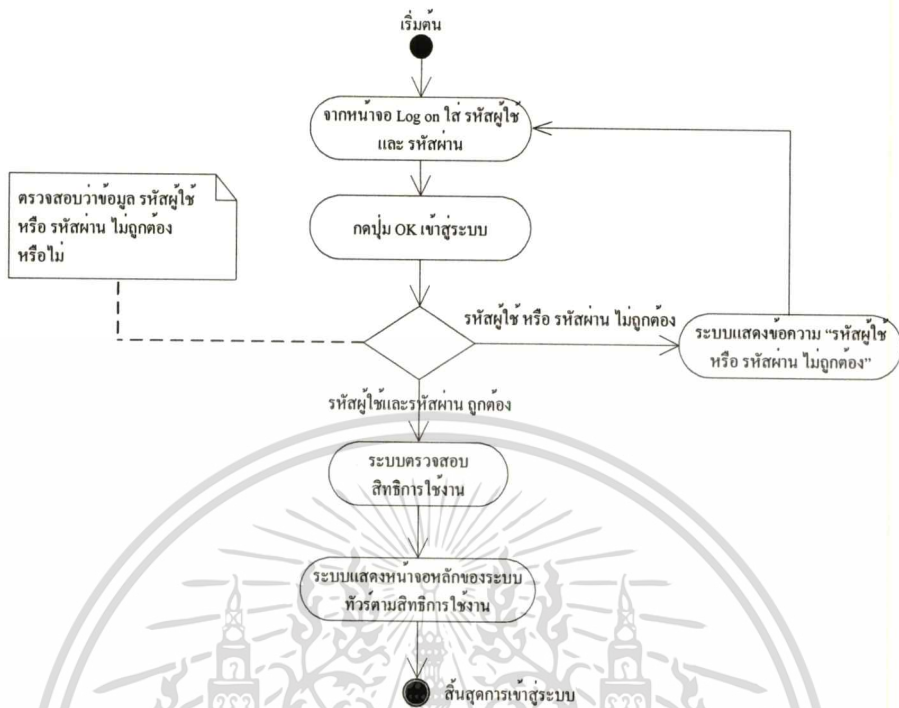 เริ่มต้น
จากหน้าจอ Log on ใส่ รหัสผู้ใช้
และ รหัสผ่าน
ตรวจสอบว่าข้อมูล รหัสผู้ใช้
หรือ รหัสผ่าน ไม่ถูกต้อง
หรือไม่
กดปุ่ม OK เข้าสู่ระบบ
รหัสผู้ใช้ หรือ รหัสผ่าน ไม่ถูกต้อง
ระบบแสดงข้อความ “รหัสผู้ใช้
หรือ รหัสผ่าน ไม่ถูกต้อง”
รหัสผู้ใช้และรหัสผ่าน ถูกต้อง
ระบบตรวจสอบ
สิทธิการใช้งาน
ระบบแสดงหน้าจอหลักของระบบ
ทัวร์ตามสิทธิการใช้งาน
สิ้นสุดการเข้าสู่ระบบ